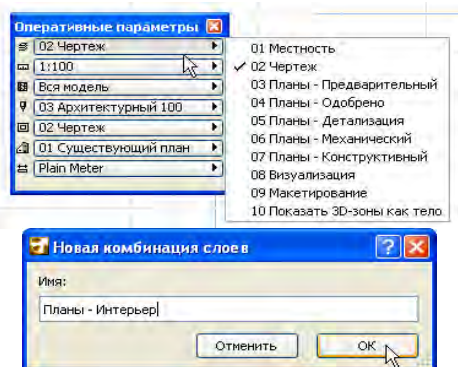 Оперативные параметры
02 Чертеж
1:100
Вся модель
03 Архитектурный 100
02 Чертеж
01 Существующий план
Plain Meter
01 Местность
02 Чертеж
03 Планы - Предварительный
04 Планы - Одобрено
05 Планы - Детализация
06 Планы - Механический
07 Планы - Конструктивный
08 Визуализация
09 Макетирование
10 Показать 3D-зоны как тело
Новая комбинация слоев
Имя:
Планы - Интерьер
Отменить
ОК